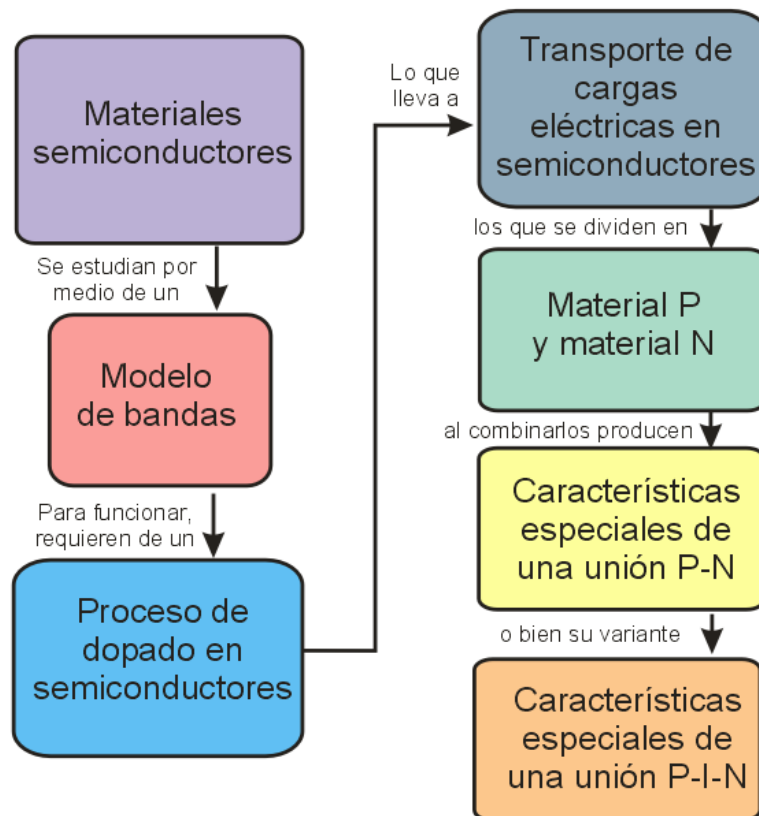 Materiales
semiconductores
Se estudian por
medio de un
Modelo
de bandas
Para funcionar,
requieren de un
Proceso de
dopado en
semiconductores
Lo que
lleva a
Transporte de
cargas
eléctricas en
semiconductores
los que se dividen en
Material P
y material N
al combinarlos producen
Características
especiales de
una unión P-N
o bien su variante
Características
especiales de
una unión P-I-N